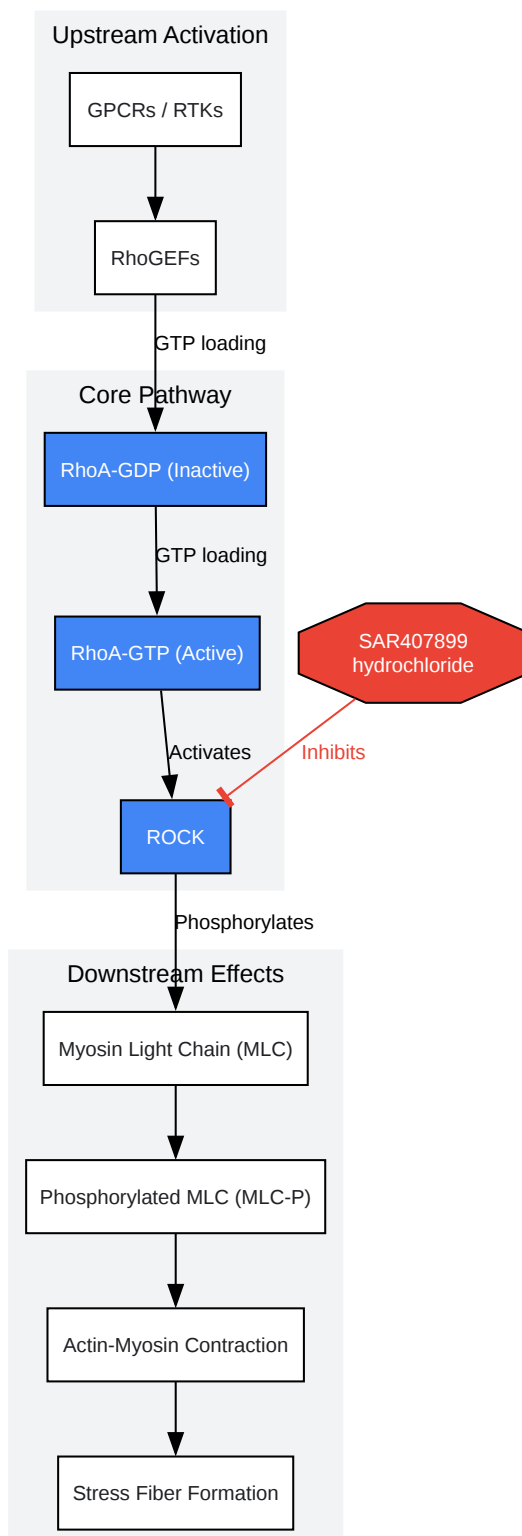 Upstream Activation
GPCRs / RTKs
RhoGEFs
GTP loading
Core Pathway
RhoA-GDP (Inactive)
GTP loading
RhoA-GTP (Active)
SAR407899
hydrochloride
Activates
Inhibits
ROCK
Phosphorylates
Downstream Effects
Myosin Light Chain (MLC)
Phosphorylated MLC (MLC-P)
Actin-Myosin Contraction
Stress Fiber Formation